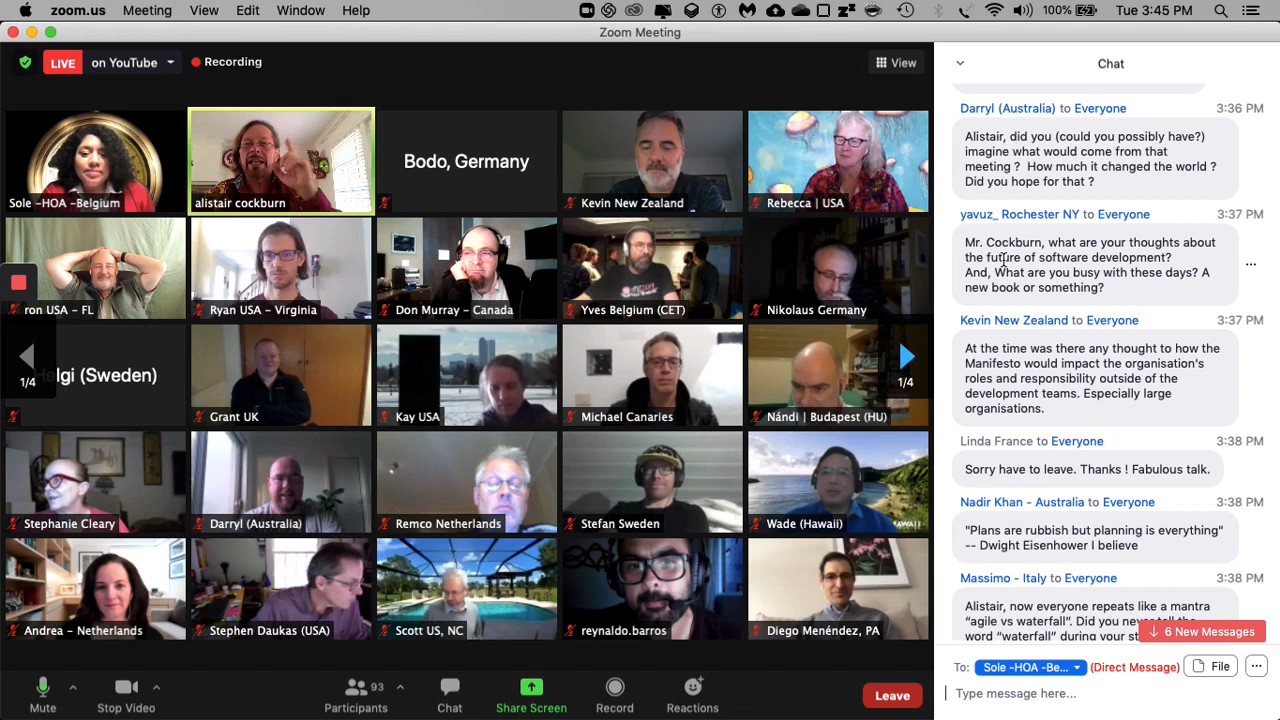 zoom.us Meeting View Edit Window Help
100% Tue 3:45 PM
Zoom Meeting
LIVE on YouTube Recording
View
Sole -HOA -Belgium
alistair cockburn
Bodo, Germany
Kevin New Zealand
Rebecca | USA
ron USA - FL
Ryan USA - Virginia
Don Murray - Canada
Yves Belgium (CET)
Nikolaus Germany
1/4
elgi (Sweden)
Grant UK
Kay USA
Michael Canaries
Nándi | Budapest (HU)
1/4
Stephanie Cleary
Darryl (Australia)
Remco Netherlands
Stefan Sweden
Wade (Hawaii)
HAWAII
Andrea - Netherlands
Stephen Daukas (USA)
Scott US, NC
reynaldo.barros
Diego Menéndez, PA
Mute
Stop Video
93
Participants
Chat
Share Screen
Record
Reactions
Leave
Chat
Darryl (Australia) to Everyone 3:36 PM
Alistair, did you (could you possibly have?)
imagine what would come from that
meeting ? How much it changed the world ?
Did you hope for that ?
yavuz_ Rochester NY to Everyone 3:37 PM
Mr. Cockburn, what are your thoughts about
the future of software development?
And, What are you busy with these days? A
new book or something?
...
Kevin New Zealand to Everyone 3:37 PM
At the time was there any thought to how the
Manifesto would impact the organisation's
roles and responsibility outside of the
development teams. Especially large
organisations.
Linda France to Everyone 3:38 PM
Sorry have to leave. Thanks ! Fabulous talk.
Nadir Khan - Australia to Everyone 3:38 PM
"Plans are rubbish but planning is everything"
-- Dwight Eisenhower I believe
Massimo - Italy to Everyone 3:38 PM
Alistair, now everyone repeats like a mantra
“agile vs waterfall”. Did you never tell the
word “waterfall” during your st
6 New Messages
To: Sole -HOA -Be... (Direct Message) File ...
Type message here...